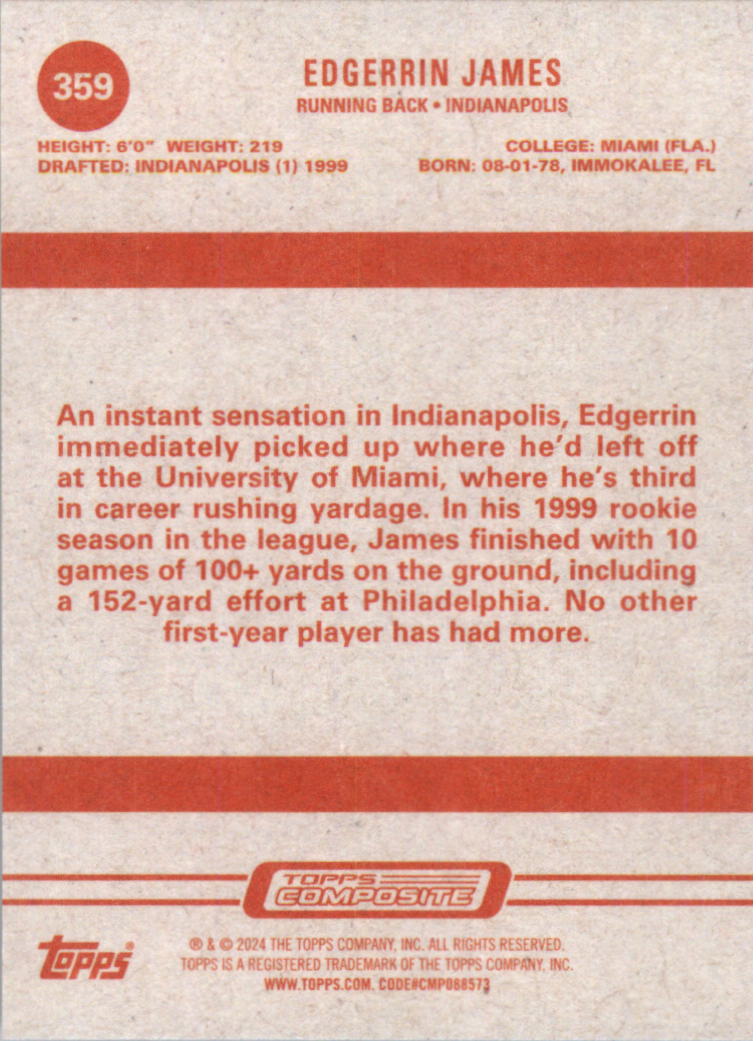 359
EDGERRIN JAMES
RUNNING BACK • INDIANAPOLIS
HEIGHT: 6'0" WEIGHT: 219
COLLEGE: MIAMI (FLA.)
DRAFTED: INDIANAPOLIS (1) 1999
BORN: 08-01-78, IMMOKALEE, FL
An instant sensation in Indianapolis, Edgerrin
immediately picked up where he'd left off
at the University of Miami, where he's third
in career rushing yardage. In his 1999 rookie
season in the league, James finished with 10
games of 100+ yards on the ground, including
a 152-yard effort at Philadelphia. No other
first-year player has had more.
TOPPS
COMPOSITE
topps®
® & © 2024 THE TOPPS COMPANY, INC. ALL RIGHTS RESERVED.
TOPPS IS A REGISTERED TRADEMARK OF THE TOPPS COMPANY, INC.
WWW.TOPPS.COM. CODE#CMP088573